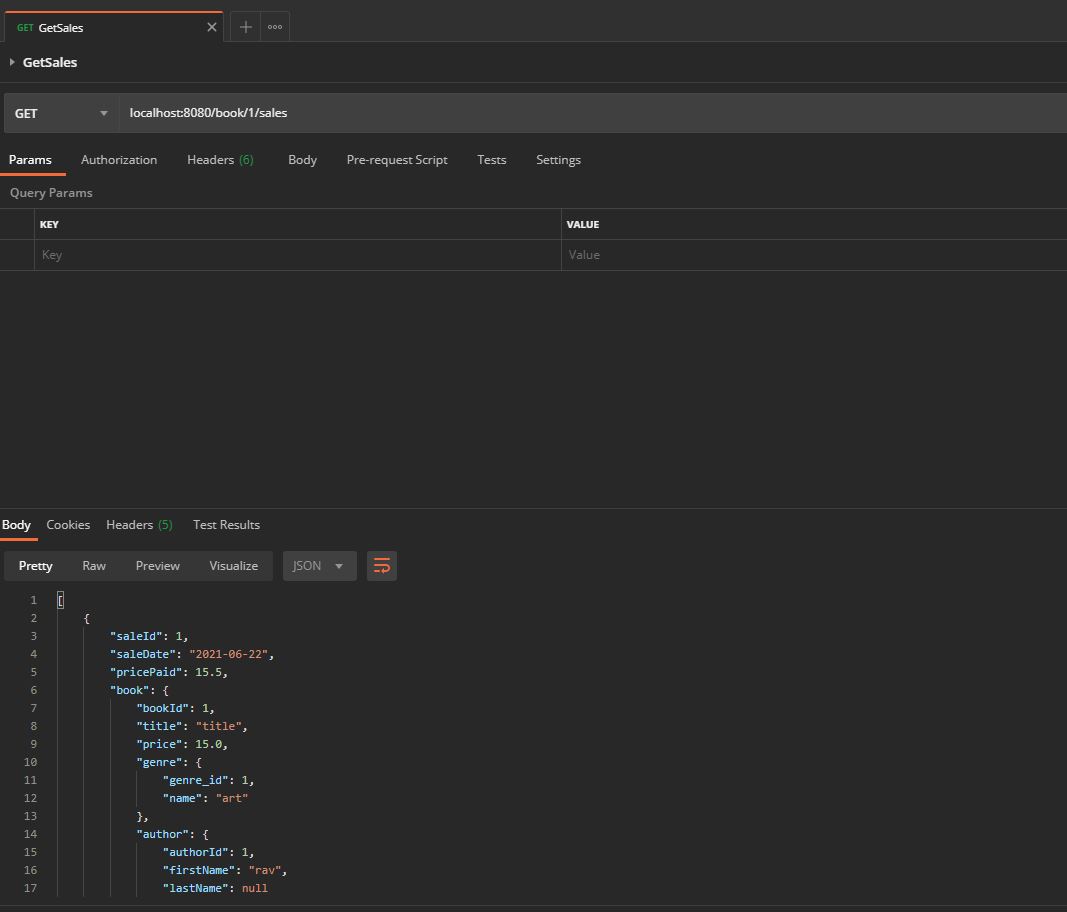 GET GetSales
GetSales
GET localhost:8080/book/1/sales
Params Authorization Headers (6) Body Pre-request Script Tests Settings
Query Params
KEY VALUE
Key Value
Body Cookies Headers (5) Test Results
Pretty Raw Preview Visualize JSON
1 [
2 {
3 "saleId": 1,
4 "saleDate": "2021-06-22",
5 "pricePaid": 15.5,
6 "book": {
7 "bookId": 1,
8 "title": "title",
9 "price": 15.0,
10 "genre": {
11 "genre_id": 1,
12 "name": "art"
13 },
14 "author": {
15 "authorId": 1,
16 "firstName": "rav",
17 "lastName": null